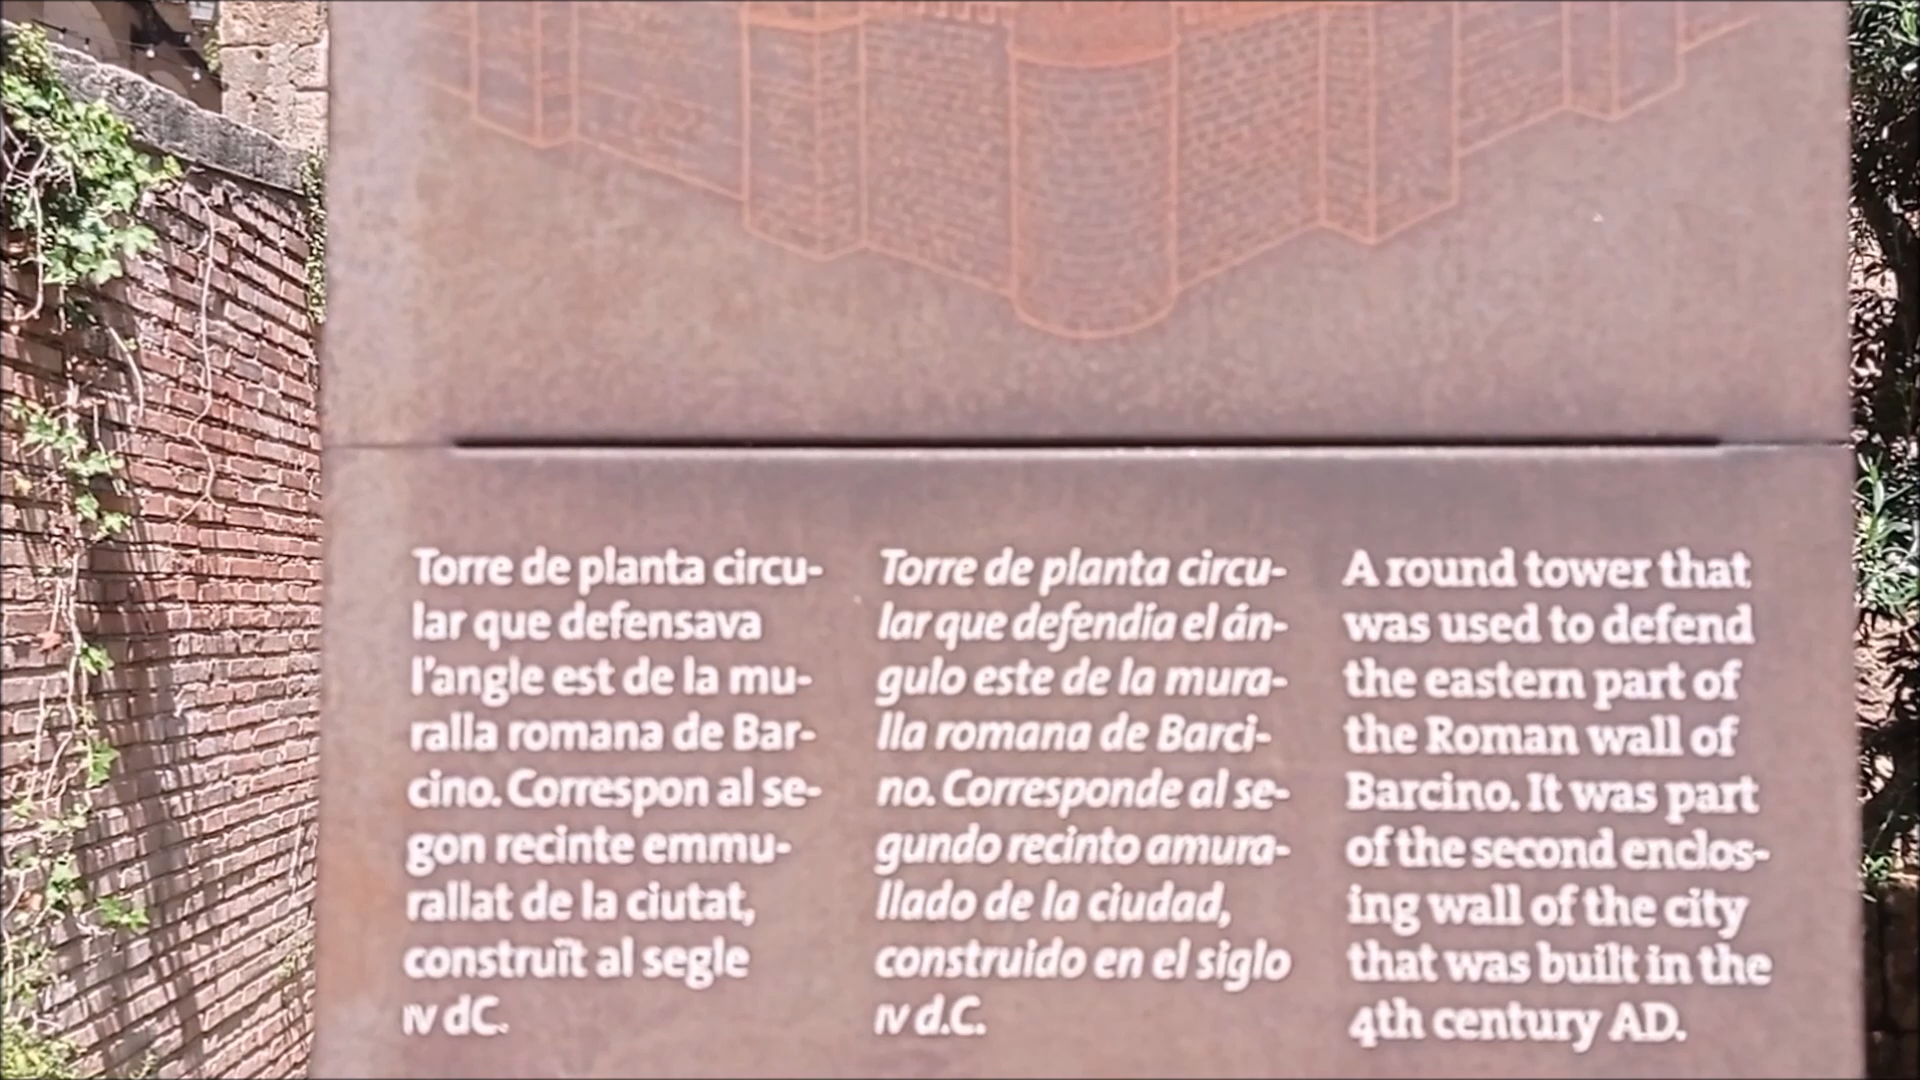 Torre de planta circu-
lar que defensava
l'angle est de la mu-
ralla romana de Bar-
cino. Correspon al se-
gon recinte emmu-
rallat de la ciutat,
construït al segle
IV dC.
Torre de planta circu-
lar que defendía el án-
gulo este de la mura-
lla romana de Barci-
no. Corresponde al se-
gundo recinto amura-
llado de la ciudad,
construido en el siglo
IV d.C.
A round tower that
was used to defend
the eastern part of
the Roman wall of
Barcino. It was part
of the second enclos-
ing wall of the city
that was built in the
4th century AD.